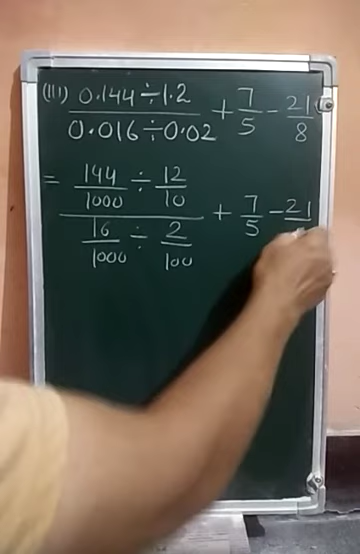 (III) 0.144 ÷ 1.2 / 0.016 ÷ 0.02 + 7/5 - 21/8
= 144/1000 ÷ 12/10 / 16/1000 ÷ 2/100 + 7/5 - 21/